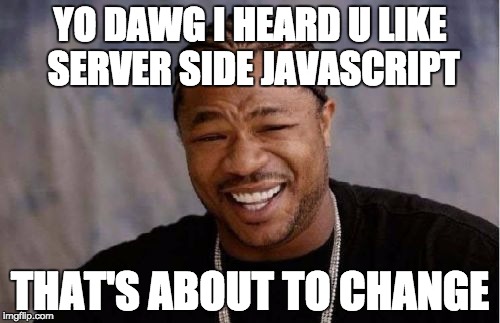 YO DAWG I HEARD U LIKE
SERVER SIDE JAVASCRIPT
THAT'S ABOUT TO CHANGE
imgflip.com